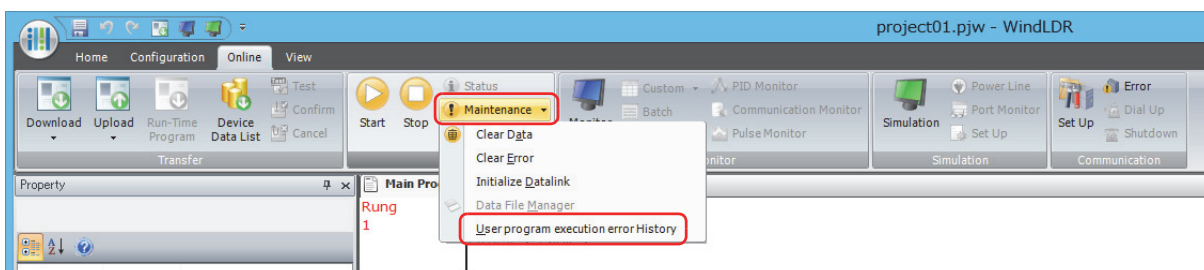 project01.pjw - WindLDR
Home Configuration Online View
Download Upload Run-Time Program Device Data List Test Confirm Cancel
Transfer
Start Stop Status
Maintenance
Clear Data
Clear Error
Initialize Datalink
Data File Manager
User program execution error History
Custom PID Monitor
Batch Communication Monitor
Pulse Monitor
Simulation Power Line
Port Monitor
Set Up
Simulation
Set Up Error
Dial Up
Shutdown
Communication
Property
Main Pro
Rung
1